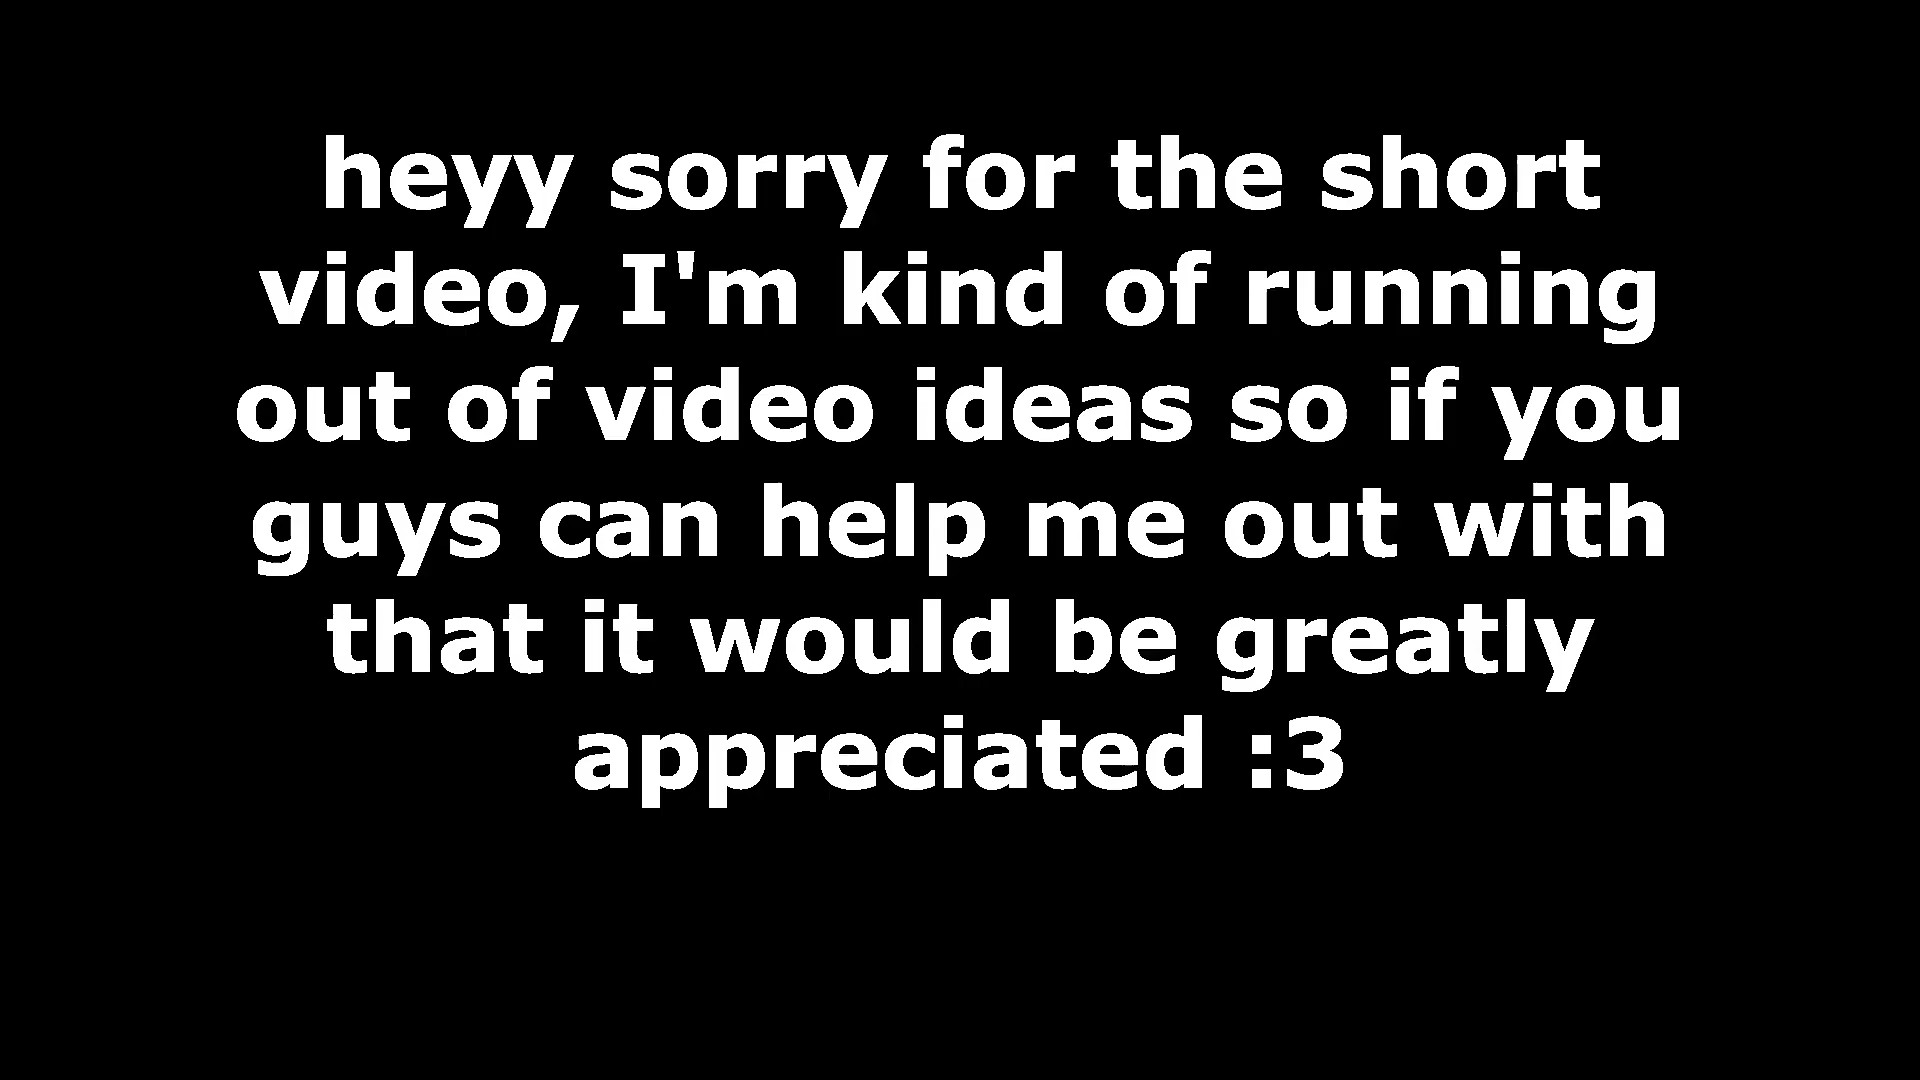 heyy sorry for the short
video, I'm kind of running
out of video ideas so if you
guys can help me out with
that it would be greatly
appreciated :3